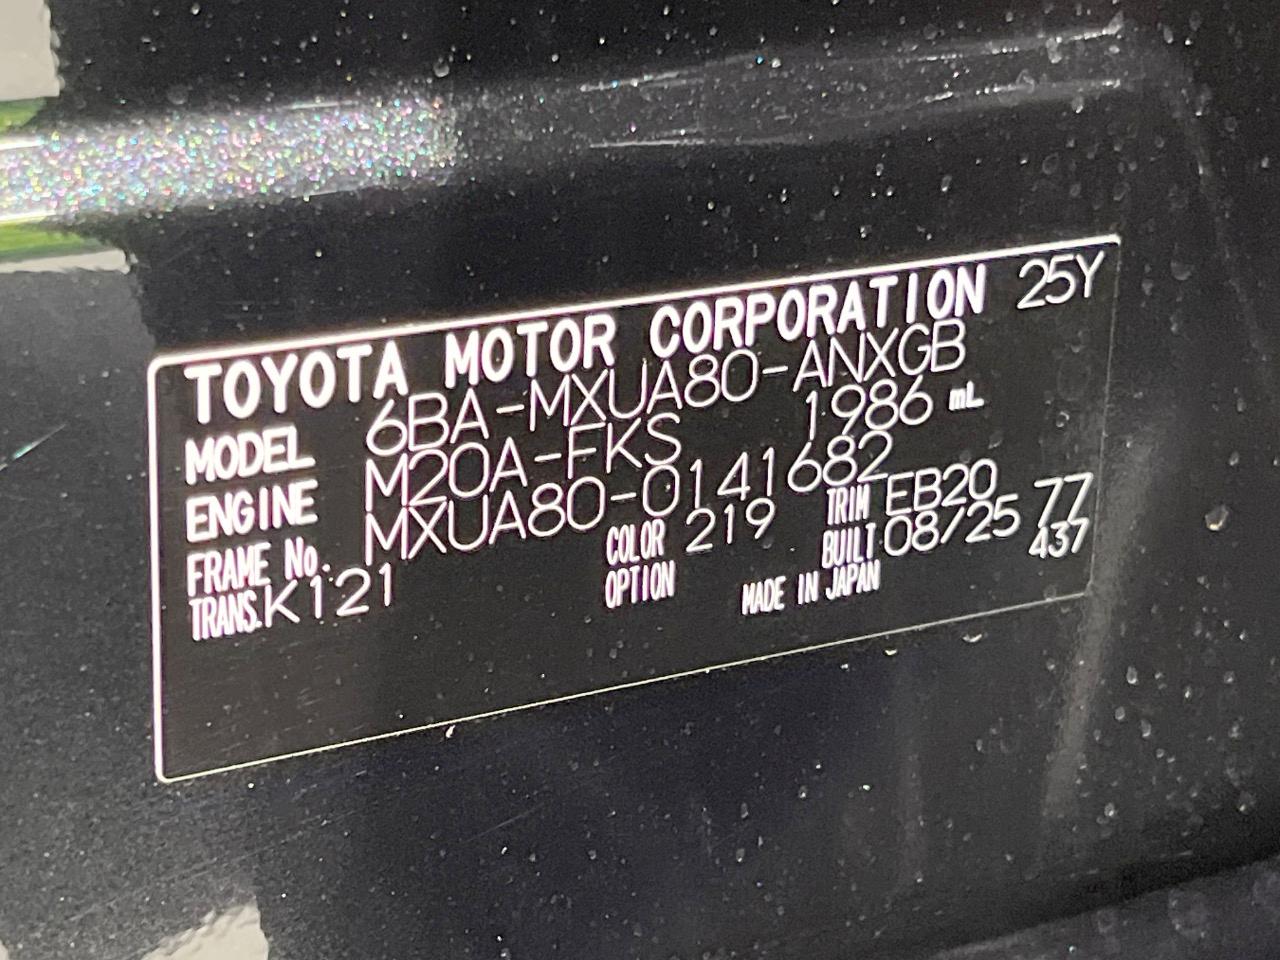 TOYOTA MOTOR CORPORATION 25Y
MODEL 6BA-MXUA80-ANXGB
ENGINE M20A-FKS 1986 mL
FRAME No. MXUA80-0141682
TRANS. K121 COLOR 219 TRIM EB20 77
OPTION BUILT 08/25 437
MADE IN JAPAN